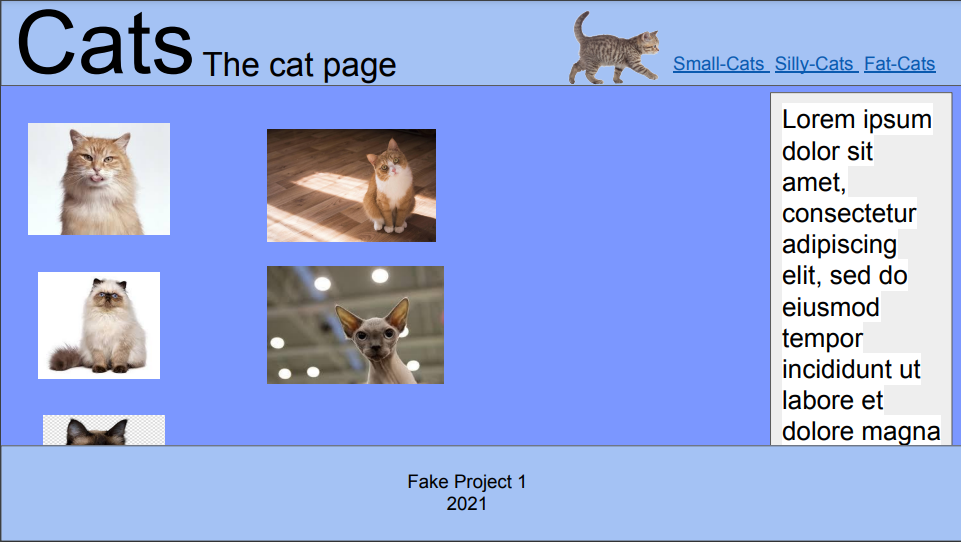 Cats The cat page
Small-Cats Silly-Cats Fat-Cats
Lorem ipsum
dolor sit
amet,
consectetur
adipiscing
elit, sed do
eiusmod
tempor
incididunt ut
labore et
dolore magna
Fake Project 1
2021